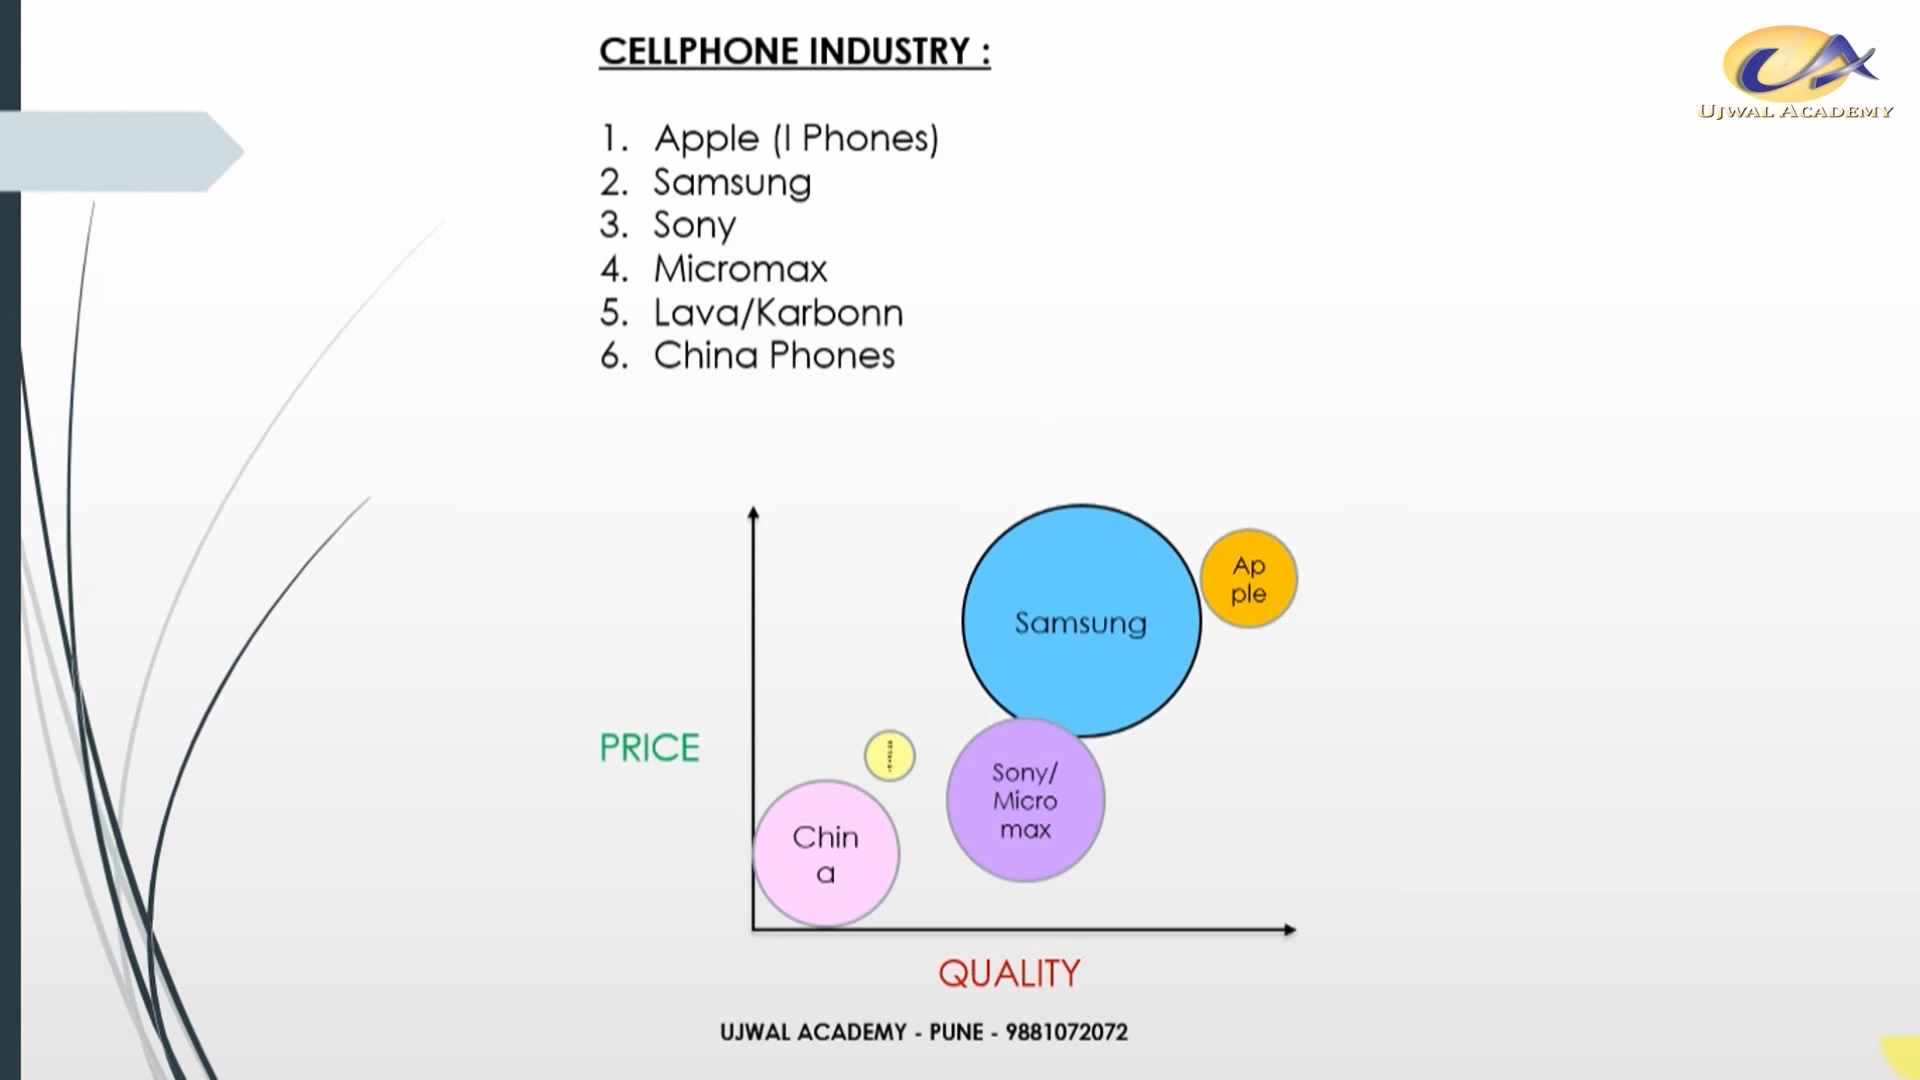 CELLPHONE INDUSTRY :
UJWAL ACADEMY
1. Apple (I Phones)
2. Samsung
3. Sony
4. Micromax
5. Lava/Karbonn
6. China Phones
Samsung
Ap
ple
PRICE
Sony/
Micro
max
Chin
a
QUALITY
UJWAL ACADEMY - PUNE - 9881072072